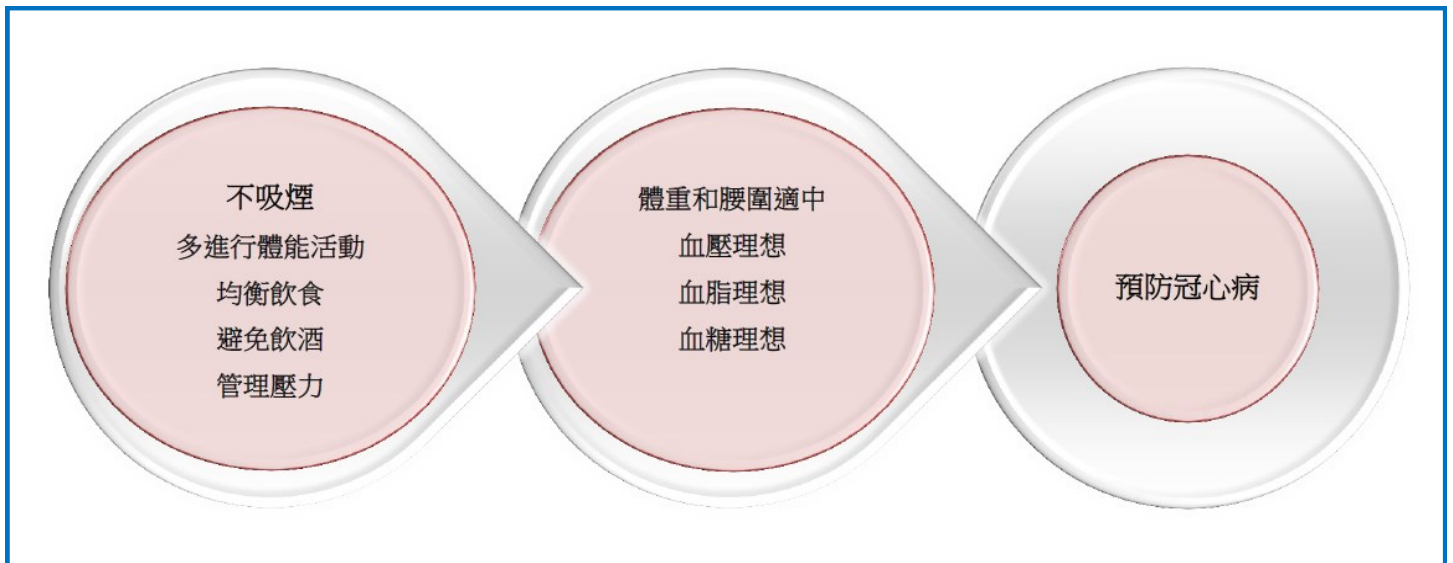 不吸煙
多進行體能活動
均衡飲食
避免飲酒
管理壓力
體重和腰圍適中
血壓理想
血脂理想
血糖理想
預防冠心病